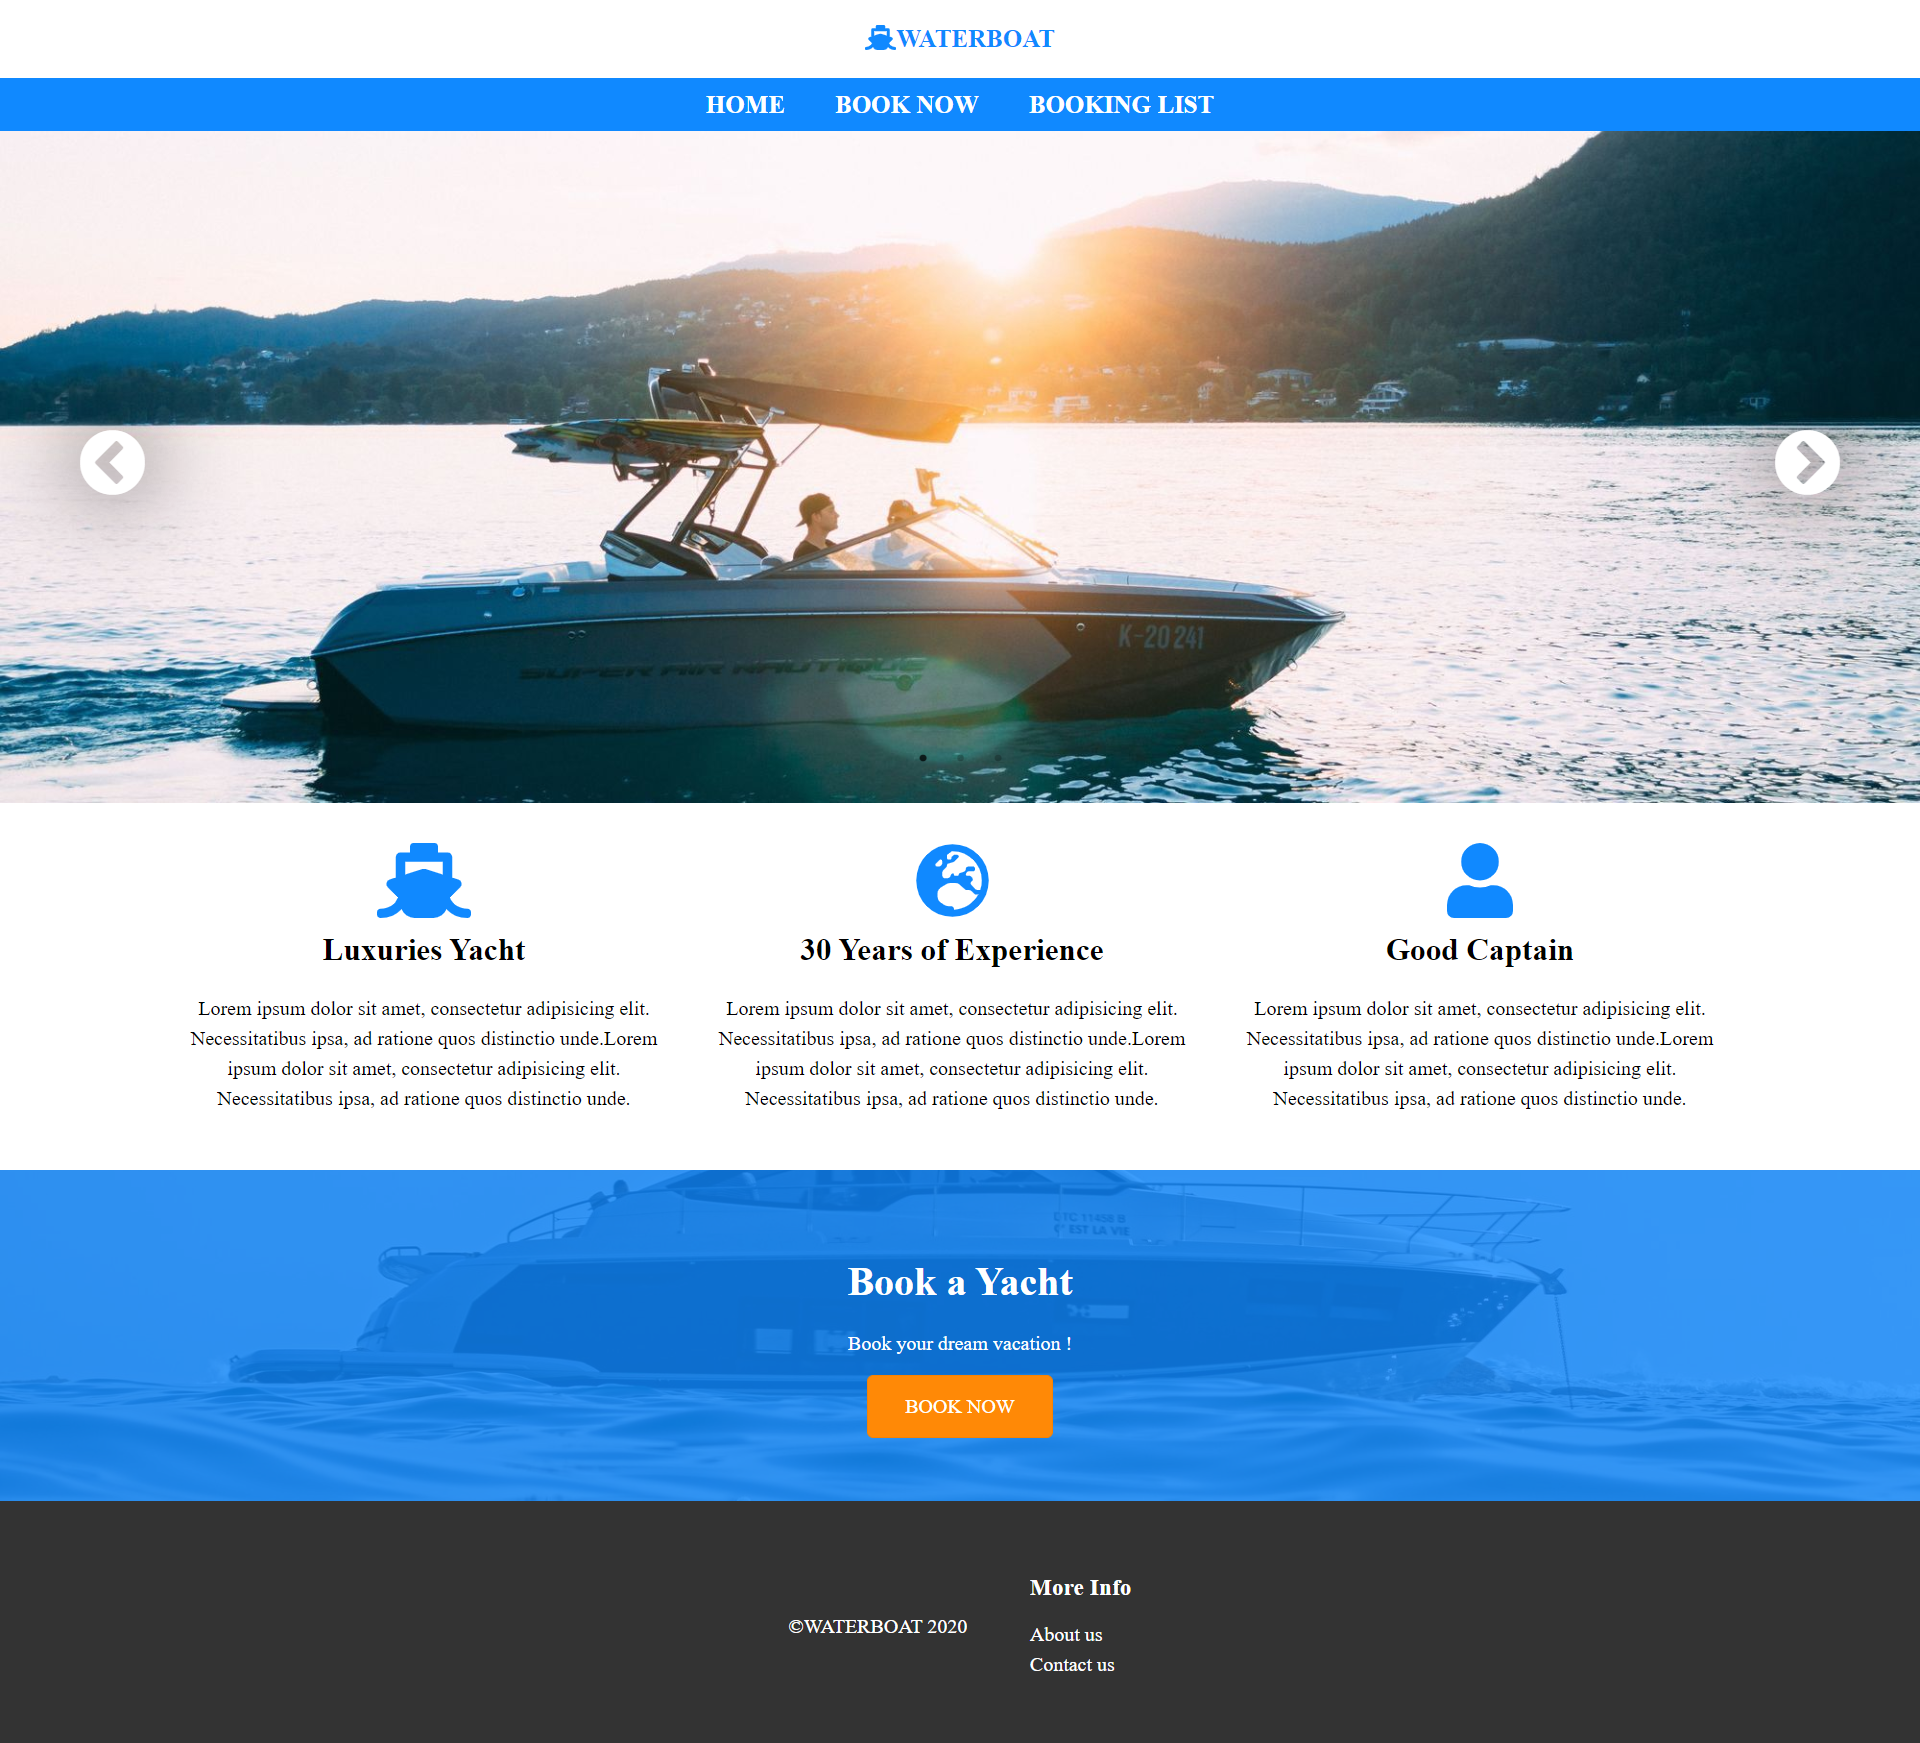 WATERBOAT
HOME BOOK NOW BOOKING LIST
K-20 241
SUPER AIR NAUTIQUE
Luxuries Yacht
Lorem ipsum dolor sit amet, consectetur adipisicing elit.
Necessitatibus ipsa, ad ratione quos distinctio unde.Lorem
ipsum dolor sit amet, consectetur adipisicing elit.
Necessitatibus ipsa, ad ratione quos distinctio unde.
30 Years of Experience
Lorem ipsum dolor sit amet, consectetur adipisicing elit.
Necessitatibus ipsa, ad ratione quos distinctio unde.Lorem
ipsum dolor sit amet, consectetur adipisicing elit.
Necessitatibus ipsa, ad ratione quos distinctio unde.
Good Captain
Lorem ipsum dolor sit amet, consectetur adipisicing elit.
Necessitatibus ipsa, ad ratione quos distinctio unde.Lorem
ipsum dolor sit amet, consectetur adipisicing elit.
Necessitatibus ipsa, ad ratione quos distinctio unde.
C' EST LA VIE
Book a Yacht
Book your dream vacation !
BOOK NOW
©WATERBOAT 2020
More Info
About us
Contact us